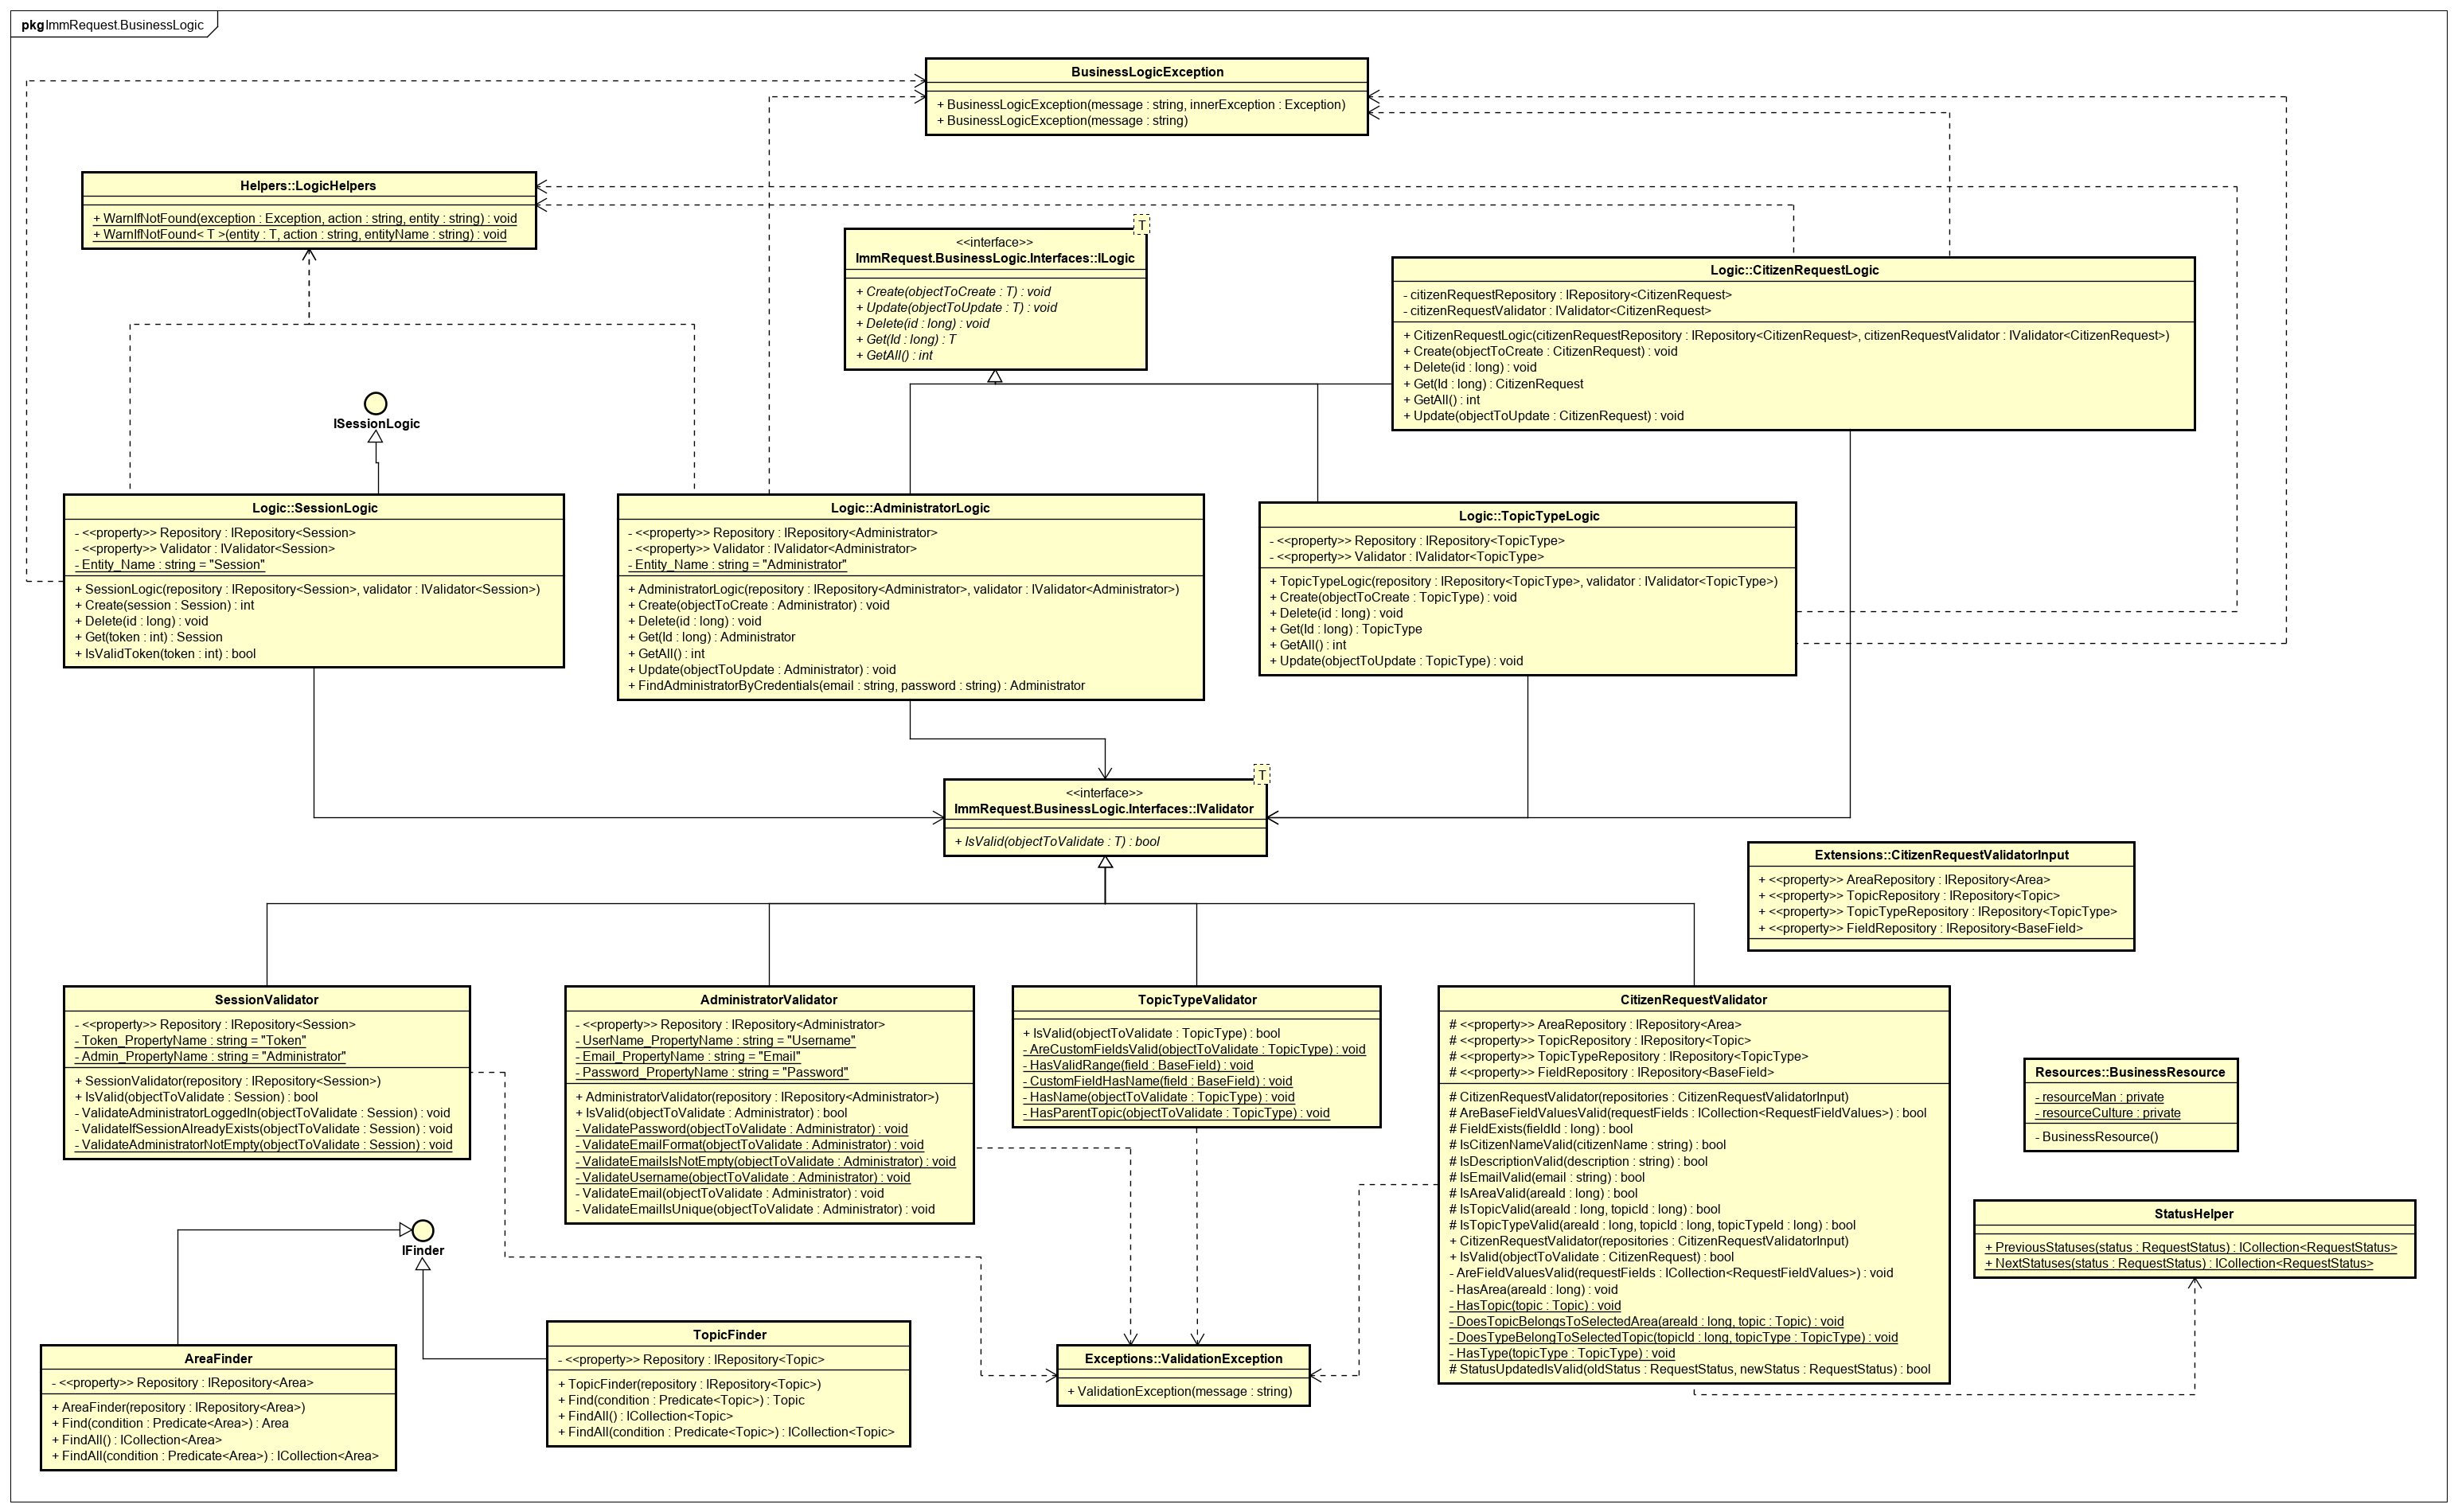 pkg ImmRequest.BusinessLogic
BusinessLogicException
+ BusinessLogicException(message : string, innerException : Exception)
+ BusinessLogicException(message : string)
Helpers::LogicHelpers
+ WarnIfNotFound(exception : Exception, action : string, entity : string) : void
+ WarnIfNotFound< T >(entity : T, action : string, entityName : string) : void
T
<<interface>>
ImmRequest.BusinessLogic.Interfaces::ILogic
+ Create(objectToCreate : T) : void
+ Update(objectToUpdate : T) : void
+ Delete(id : long) : void
+ Get(Id : long) : T
+ GetAll() : int
Logic::CitizenRequestLogic
- citizenRequestRepository : IRepository<CitizenRequest>
- citizenRequestValidator : IValidator<CitizenRequest>
+ CitizenRequestLogic(citizenRequestRepository : IRepository<CitizenRequest>, citizenRequestValidator : IValidator<CitizenRequest>)
+ Create(objectToCreate : CitizenRequest) : void
+ Delete(id : long) : void
+ Get(Id : long) : CitizenRequest
+ GetAll() : int
+ Update(objectToUpdate : CitizenRequest) : void
ISessionLogic
Logic::SessionLogic
- <<property>> Repository : IRepository<Session>
- <<property>> Validator : IValidator<Session>
- Entity_Name : string = "Session"
+ SessionLogic(repository : IRepository<Session>, validator : IValidator<Session>)
+ Create(session : Session) : int
+ Delete(id : long) : void
+ Get(token : int) : Session
+ IsValidToken(token : int) : bool
Logic::AdministratorLogic
- <<property>> Repository : IRepository<Administrator>
- <<property>> Validator : IValidator<Administrator>
- Entity_Name : string = "Administrator"
+ AdministratorLogic(repository : IRepository<Administrator>, validator : IValidator<Administrator>)
+ Create(objectToCreate : Administrator) : void
+ Delete(id : long) : void
+ Get(Id : long) : Administrator
+ GetAll() : int
+ Update(objectToUpdate : Administrator) : void
+ FindAdministratorByCredentials(email : string, password : string) : Administrator
Logic::TopicTypeLogic
- <<property>> Repository : IRepository<TopicType>
- <<property>> Validator : IValidator<TopicType>
+ TopicTypeLogic(repository : IRepository<TopicType>, validator : IValidator<TopicType>)
+ Create(objectToCreate : TopicType) : void
+ Delete(id : long) : void
+ Get(Id : long) : TopicType
+ GetAll() : int
+ Update(objectToUpdate : TopicType) : void
T
<<interface>>
ImmRequest.BusinessLogic.Interfaces::IValidator
+ IsValid(objectToValidate : T) : bool
Extensions::CitizenRequestValidatorInput
+ <<property>> AreaRepository : IRepository<Area>
+ <<property>> TopicRepository : IRepository<Topic>
+ <<property>> TopicTypeRepository : IRepository<TopicType>
+ <<property>> FieldRepository : IRepository<BaseField>
SessionValidator
- <<property>> Repository : IRepository<Session>
- Token_PropertyName : string = "Token"
- Admin_PropertyName : string = "Administrator"
+ SessionValidator(repository : IRepository<Session>)
+ IsValid(objectToValidate : Session) : bool
- ValidateAdministratorLoggedIn(objectToValidate : Session) : void
- ValidateIfSessionAlreadyExists(objectToValidate : Session) : void
- ValidateAdministratorNotEmpty(objectToValidate : Session) : void
AdministratorValidator
- <<property>> Repository : IRepository<Administrator>
- UserName_PropertyName : string = "Username"
- Email_PropertyName : string = "Email"
- Password_PropertyName : string = "Password"
+ AdministratorValidator(repository : IRepository<Administrator>)
+ IsValid(objectToValidate : Administrator) : bool
- ValidatePassword(objectToValidate : Administrator) : void
- ValidateEmailFormat(objectToValidate : Administrator) : void
- ValidateEmailsIsNotEmpty(objectToValidate : Administrator) : void
- ValidateUsername(objectToValidate : Administrator) : void
- ValidateEmail(objectToValidate : Administrator) : void
- ValidateEmailIsUnique(objectToValidate : Administrator) : void
TopicTypeValidator
+ IsValid(objectToValidate : TopicType) : bool
- AreCustomFieldsValid(objectToValidate : TopicType) : void
- HasValidRange(field : BaseField) : void
- CustomFieldHasName(field : BaseField) : void
- HasName(objectToValidate : TopicType) : void
- HasParentTopic(objectToValidate : TopicType) : void
CitizenRequestValidator
# <<property>> AreaRepository : IRepository<Area>
# <<property>> TopicRepository : IRepository<Topic>
# <<property>> TopicTypeRepository : IRepository<TopicType>
# <<property>> FieldRepository : IRepository<BaseField>
# CitizenRequestValidator(repositories : CitizenRequestValidatorInput)
# AreBaseFieldValuesValid(requestFields : ICollection<RequestFieldValues>) : bool
# FieldExists(fieldId : long) : bool
# IsCitizenNameValid(citizenName : string) : bool
# IsDescriptionValid(description : string) : bool
# IsEmailValid(email : string) : bool
# IsAreaValid(areaId : long) : bool
# IsTopicValid(areaId : long, topicId : long) : bool
# IsTopicTypeValid(areaId : long, topicId : long, topicTypeId : long) : bool
+ CitizenRequestValidator(repositories : CitizenRequestValidatorInput)
+ IsValid(objectToValidate : CitizenRequest) : bool
- AreFieldValuesValid(requestFields : ICollection<RequestFieldValues>) : void
- HasArea(areaId : long) : void
- HasTopic(topic : Topic) : void
- DoesTopicBelongsToSelectedArea(areaId : long, topic : Topic) : void
- DoesTypeBelongToSelectedTopic(topicId : long, topicType : TopicType) : void
- HasType(topicType : TopicType) : void
# StatusUpdatedIsValid(oldStatus : RequestStatus, newStatus : RequestStatus) : bool
Resources::BusinessResource
- resourceMan : private
- resourceCulture : private
- BusinessResource()
StatusHelper
+ PreviousStatuses(status : RequestStatus) : ICollection<RequestStatus>
+ NextStatuses(status : RequestStatus) : ICollection<RequestStatus>
IFinder
AreaFinder
- <<property>> Repository : IRepository<Area>
+ AreaFinder(repository : IRepository<Area>)
+ Find(condition : Predicate<Area>) : Area
+ FindAll() : ICollection<Area>
+ FindAll(condition : Predicate<Area>) : ICollection<Area>
TopicFinder
- <<property>> Repository : IRepository<Topic>
+ TopicFinder(repository : IRepository<Topic>)
+ Find(condition : Predicate<Topic>) : Topic
+ FindAll() : ICollection<Topic>
+ FindAll(condition : Predicate<Topic>) : ICollection<Topic>
Exceptions::ValidationException
+ ValidationException(message : string)